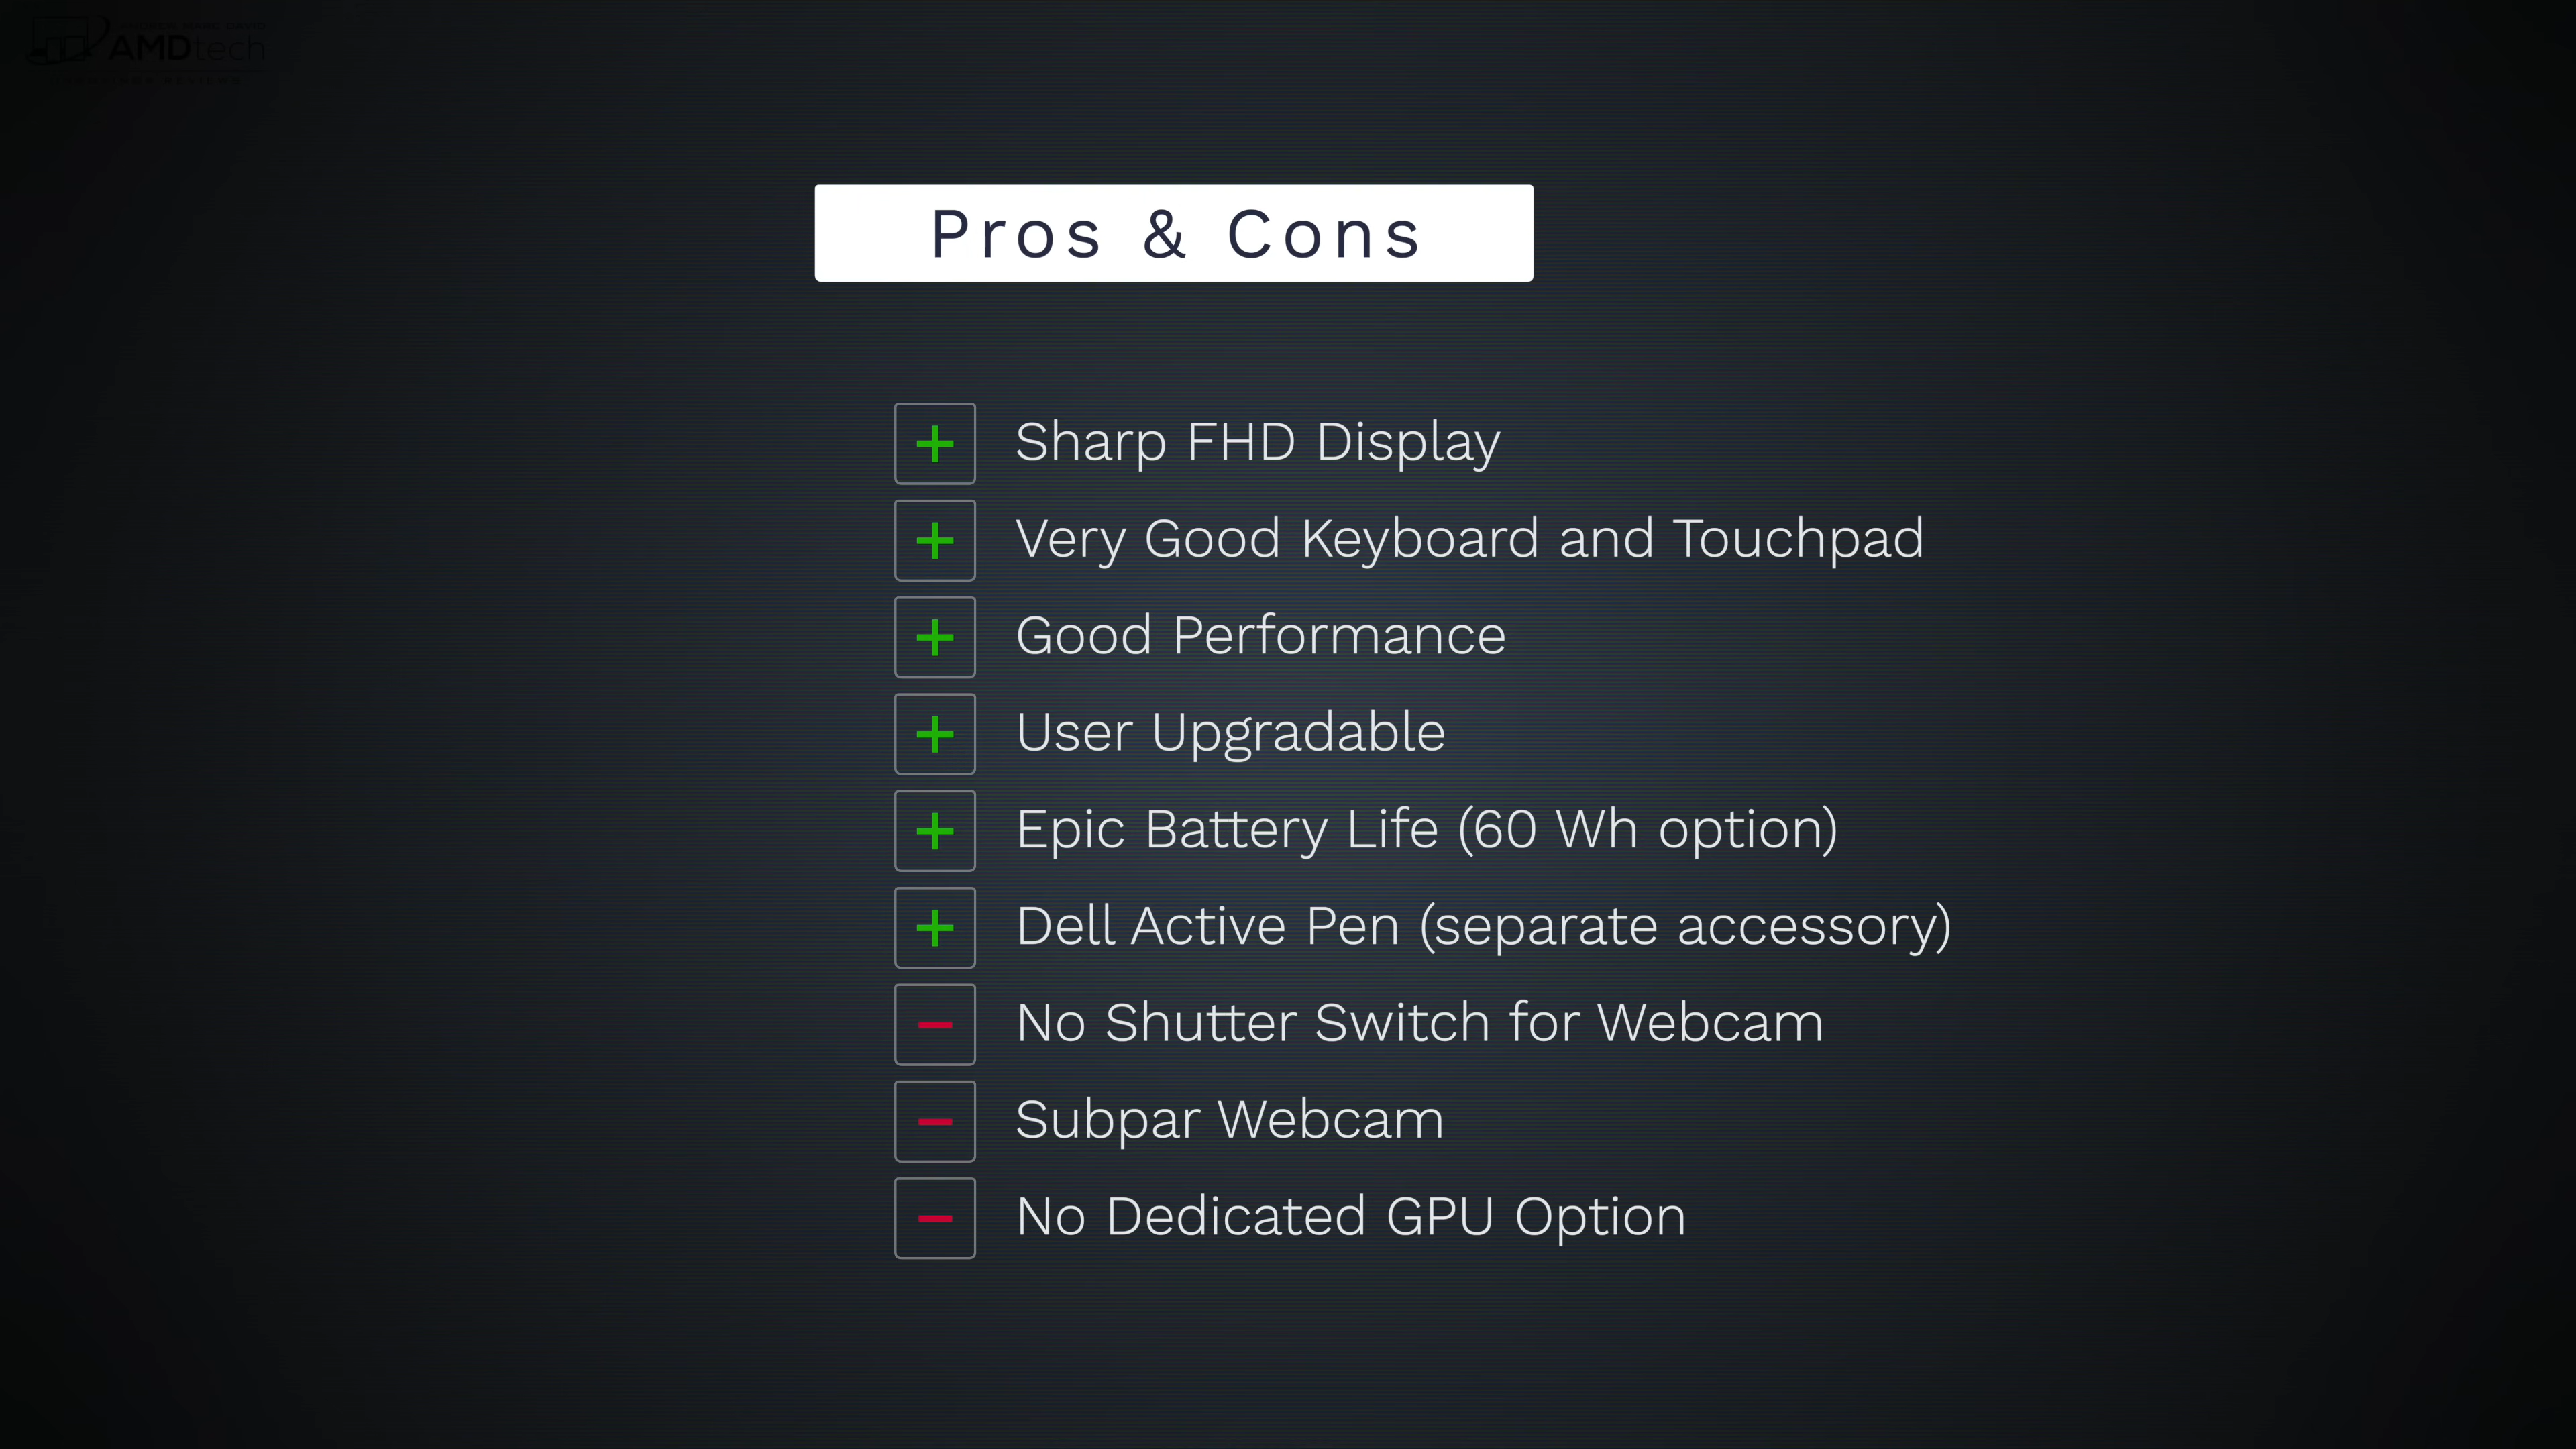 AMDtech
Pros & Cons
+ Sharp FHD Display
+ Very Good Keyboard and Touchpad
+ Good Performance
+ User Upgradable
+ Epic Battery Life (60 Wh option)
+ Dell Active Pen (separate accessory)
– No Shutter Switch for Webcam
– Subpar Webcam
– No Dedicated GPU Option